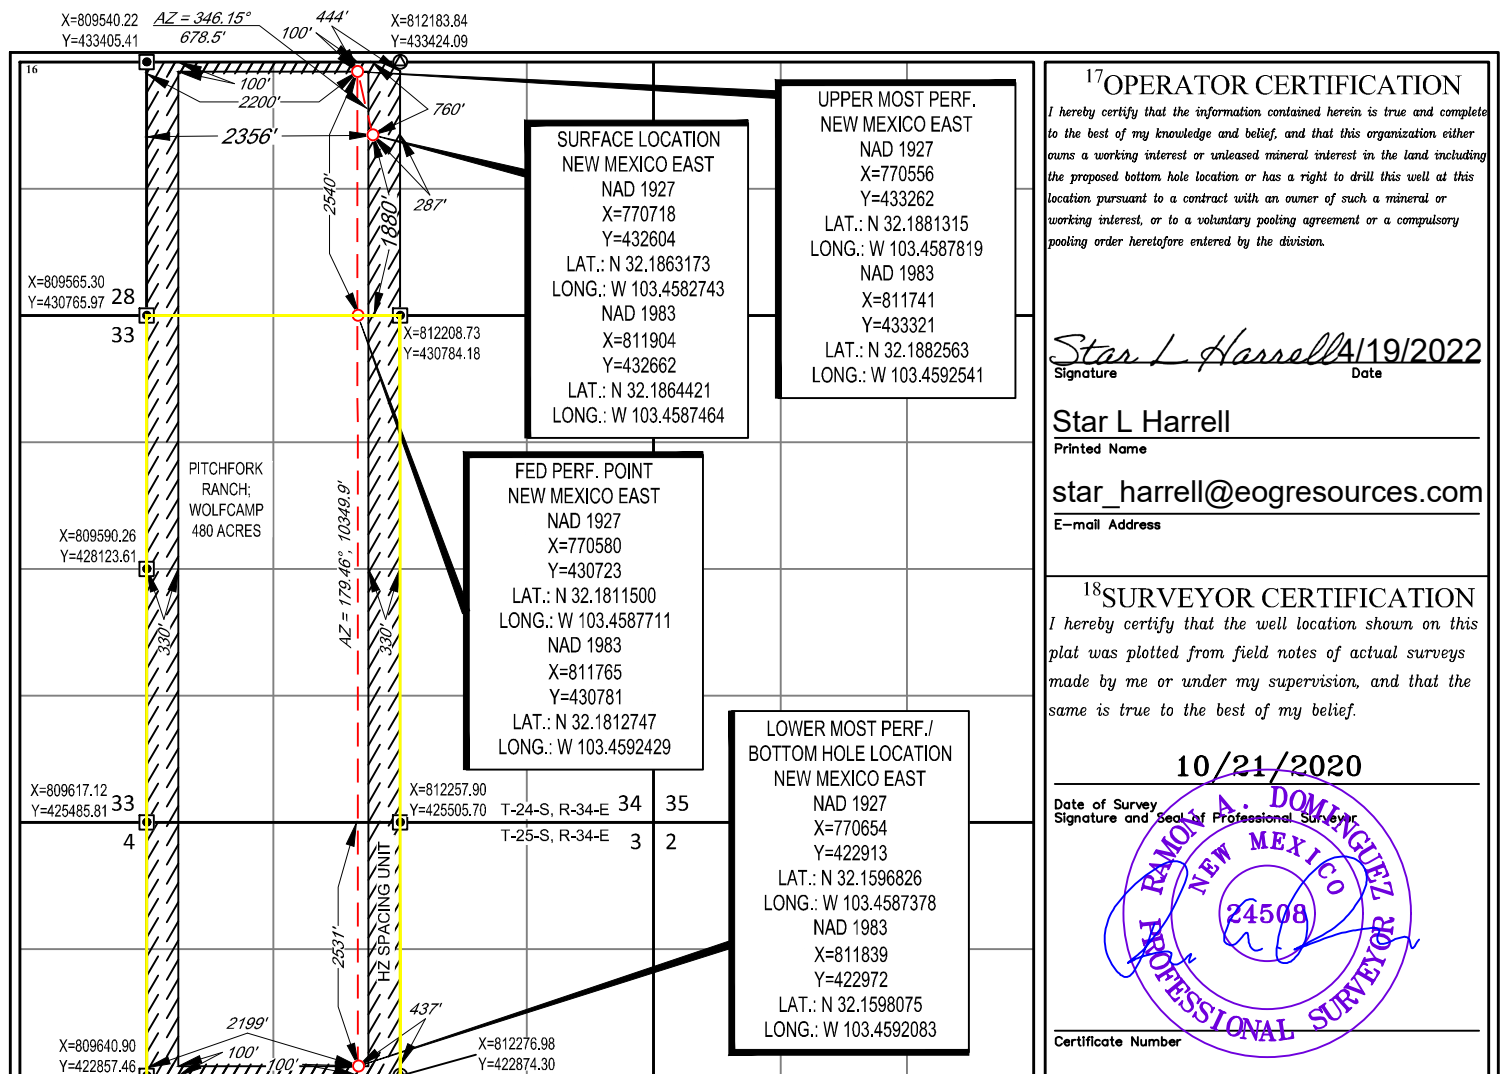 X=809540.22
Y=433405.41
AZ = 346.15°
678.5'
444'
100'
X=812183.84
Y=433424.09
16
100'
2200'
2356'
760'
2540'
1880'
287'
UPPER MOST PERF.
NEW MEXICO EAST
NAD 1927
X=770556
Y=433262
LAT.: N 32.1881315
LONG.: W 103.4587819
NAD 1983
X=811741
Y=433321
LAT.: N 32.1882563
LONG.: W 103.4592541
SURFACE LOCATION
NEW MEXICO EAST
NAD 1927
X=770718
Y=432604
LAT.: N 32.1863173
LONG.: W 103.4582743
NAD 1983
X=811904
Y=432662
LAT.: N 32.1864421
LONG.: W 103.4587464
X=809565.30
Y=430765.97
28
33
X=812208.73
Y=430784.18
PITCHFORK
RANCH;
WOLFCAMP
480 ACRES
FED PERF. POINT
NEW MEXICO EAST
NAD 1927
X=770580
Y=430723
LAT.: N 32.1811500
LONG.: W 103.4587711
NAD 1983
X=811765
Y=430781
LAT.: N 32.1812747
LONG.: W 103.4592429
X=809590.26
Y=428123.61
AZ = 179.46°, 10349.9'
330'
330'
X=809617.12
Y=425485.81
33
4
X=812257.90
Y=425505.70
T-24-S, R-34-E
T-25-S, R-34-E
34
35
3
2
LOWER MOST PERF./
BOTTOM HOLE LOCATION
NEW MEXICO EAST
NAD 1927
X=770654
Y=422913
LAT.: N 32.1596826
LONG.: W 103.4587378
NAD 1983
X=811839
Y=422972
LAT.: N 32.1598075
LONG.: W 103.4592083
2531'
HZ SPACING UNIT
437'
2199'
100'
100'
X=809640.90
Y=422857.46
X=812276.98
Y=422874.30
17 OPERATOR CERTIFICATION
I hereby certify that the information contained herein is true and complete
to the best of my knowledge and belief, and that this organization either
owns a working interest or unleased mineral interest in the land including
the proposed bottom hole location or has a right to drill this well at this
location pursuant to a contract with an owner of such a mineral or
working interest, or to a voluntary pooling agreement or a compulsory
pooling order heretofore entered by the division.
Star L Harrell 4/19/2022
Signature Date
Star L Harrell
Printed Name
star_harrell@eogresources.com
E-mail Address
18 SURVEYOR CERTIFICATION
I hereby certify that the well location shown on this
plat was plotted from field notes of actual surveys
made by me or under my supervision, and that the
same is true to the best of my belief.
10/21/2020
Date of Survey
Signature and Seal of Professional Surveyor
RAMON A. DOMINGUEZ
NEW MEXICO
24508
PROFESSIONAL SURVEYOR
Certificate Number